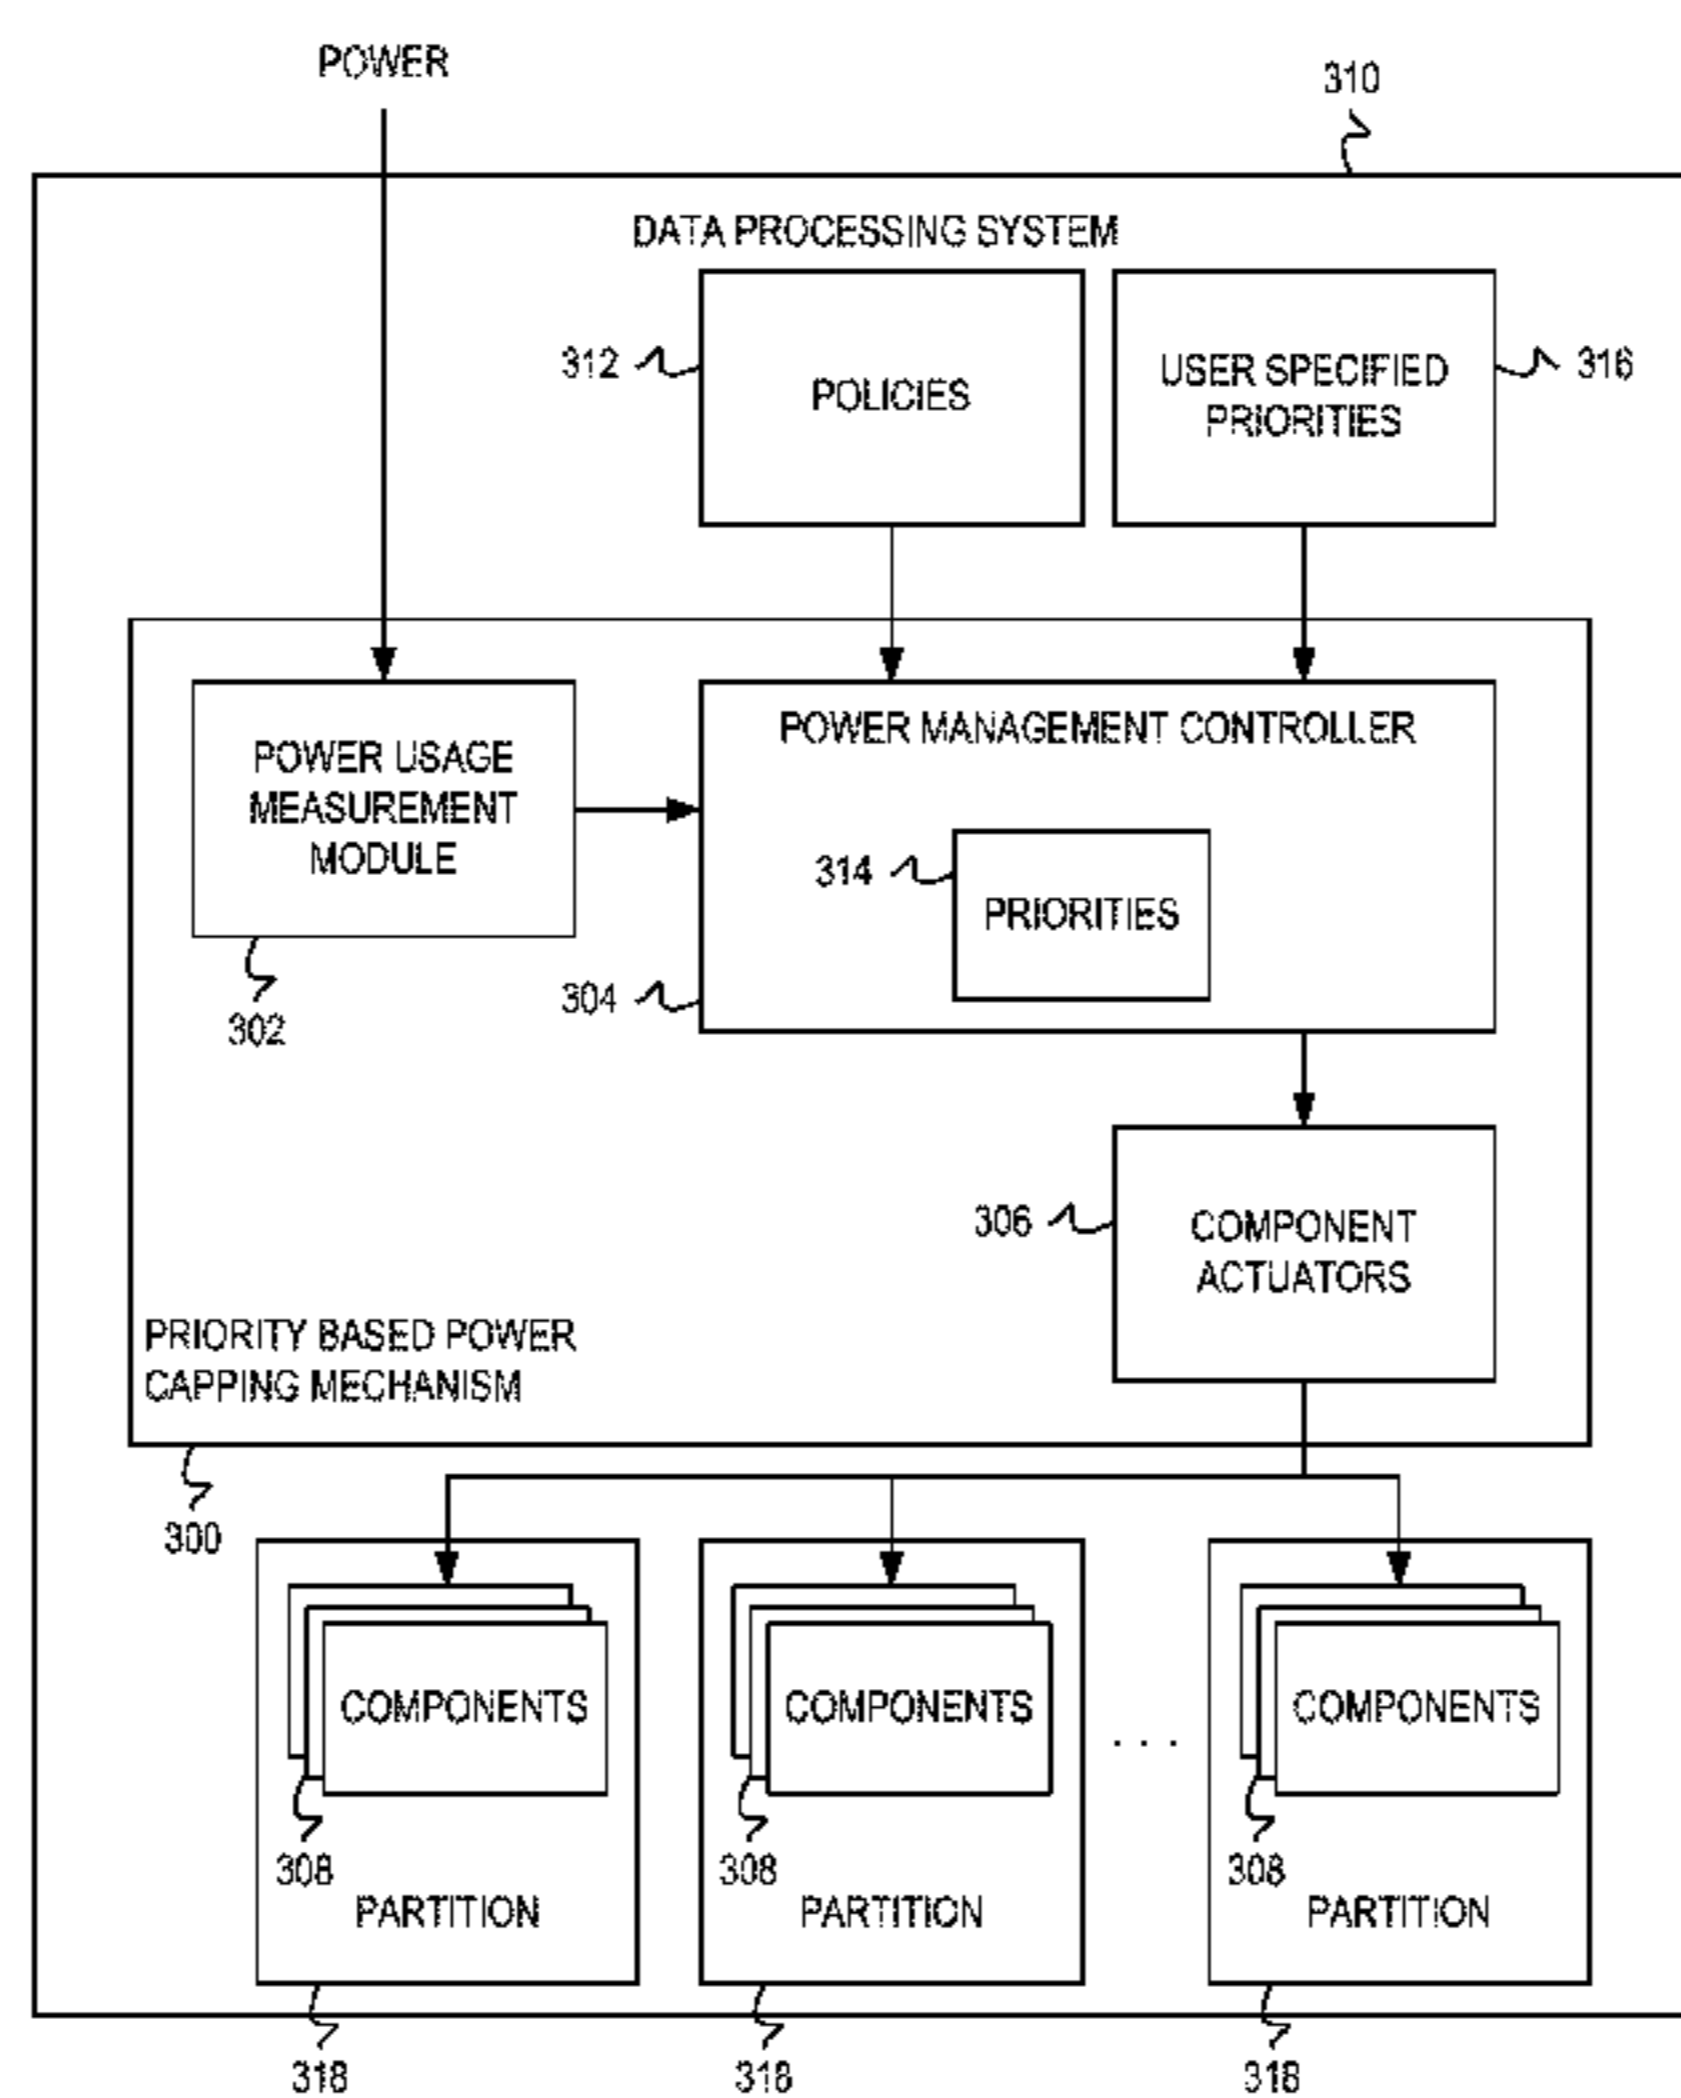 POWER
310
DATA PROCESSING SYSTEM
312
POLICIES
USER SPECIFIED
PRIORITIES
316
POWER USAGE
MEASUREMENT
MODULE
302
POWER MANAGEMENT CONTROLLER
314
PRIORITIES
304
306
COMPONENT
ACTUATORS
PRIORITY BASED POWER
CAPPING MECHANISM
300
COMPONENTS
308
PARTITION
318
COMPONENTS
308
PARTITION
318
. . .
COMPONENTS
308
PARTITION
318